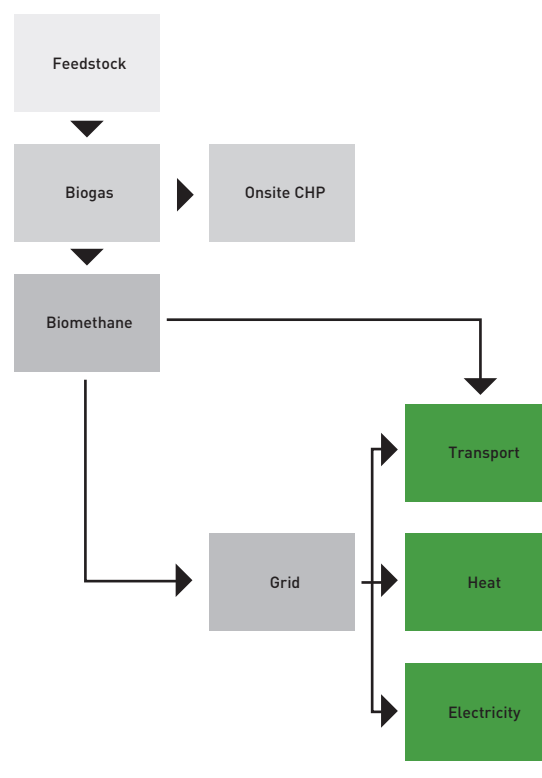 Feedstock
Biogas
Onsite CHP
Biomethane
Transport
Grid
Heat
Electricity